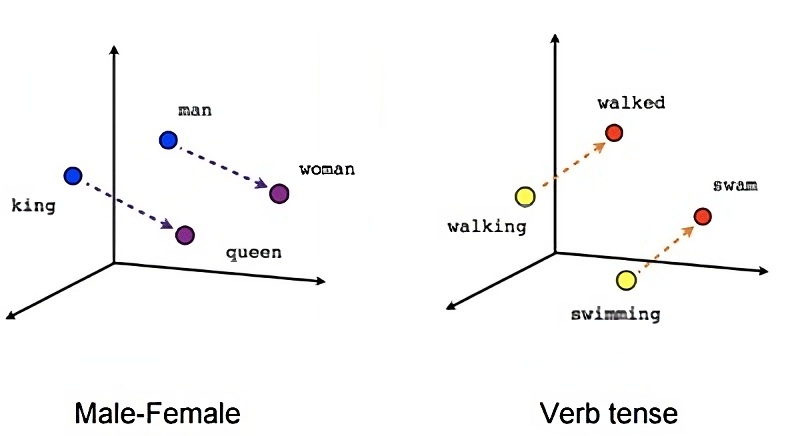 man
woman
king
queen
Male-Female
walked
swam
walking
swimming
Verb tense